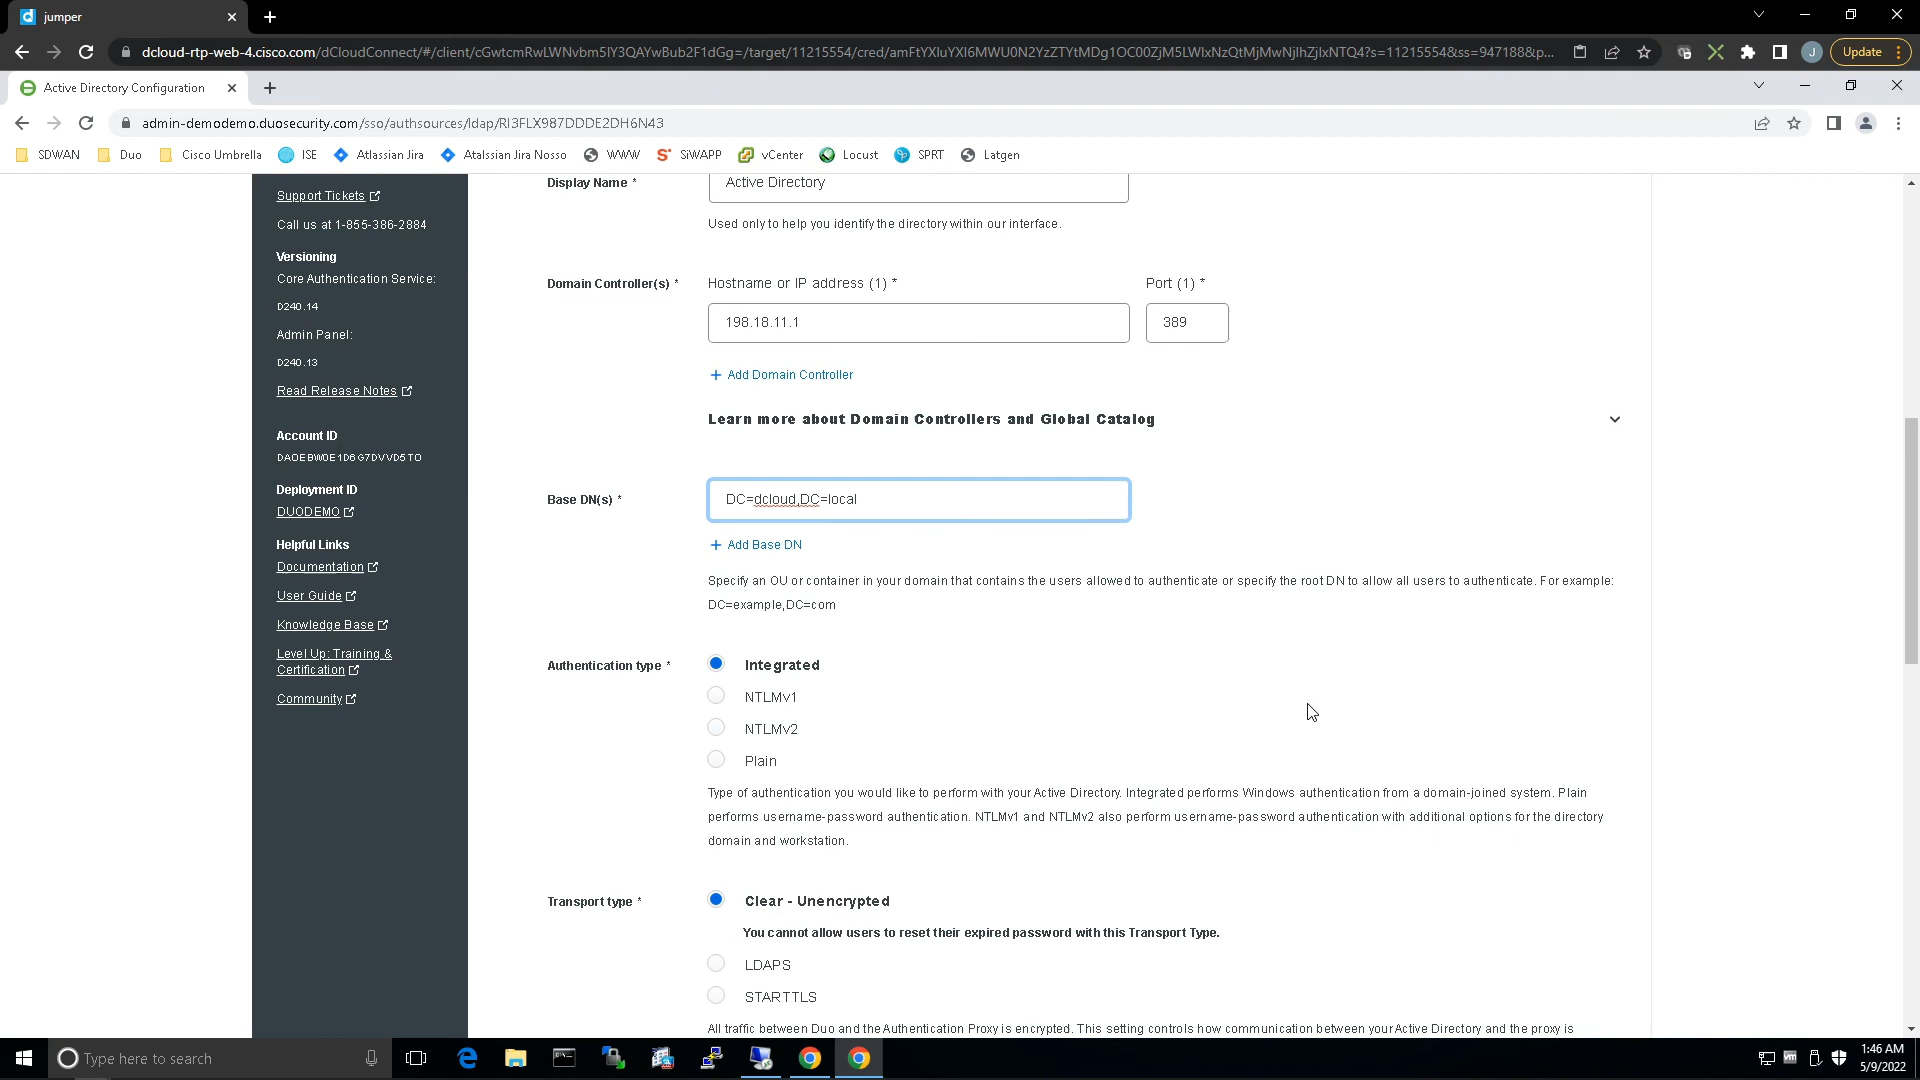 jumper
dcloud-rtp-web-4.cisco.com/dCloudConnect/#/client/cGwtcmRwLWNvbm5lY3QAYwBub2F1dGg=/target/11215554/cred/amFtYXIuYXI6MWU0N2YzZTYtMDg1OC00ZjM5LWIxNzQtMjMwNjlhZjIxNTQ4?s=11215554&ss=947188&p...
J
Update
Active Directory Configuration
admin-demodemo.duosecurity.com/sso/authsources/ldap/RI3FLX987DDDE2DH6N43
SDWAN
Duo
Cisco Umbrella
ISE
Atlassian Jira
Atalssian Jira Nosso
WWW
SiWAPP
vCenter
Locust
SPRT
Latgen
Support Tickets
Call us at 1-855-386-2884
Versioning
Core Authentication Service:
D240.14
Admin Panel:
D240.13
Read Release Notes
Account ID
DAOEBW0E1D6G7DVVD5TO
Deployment ID
DUODEMO
Helpful Links
Documentation
User Guide
Knowledge Base
Level Up: Training &
Certification
Community
Display Name *
Active Directory
Used only to help you identify the directory within our interface.
Domain Controller(s) *
Hostname or IP address (1) *
Port (1) *
198.18.11.1
389
Add Domain Controller
Learn more about Domain Controllers and Global Catalog
Base DN(s) *
DC=dcloud,DC=local
Add Base DN
Specify an OU or container in your domain that contains the users allowed to authenticate or specify the root DN to allow all users to authenticate. For example:
DC=example,DC=com
Authentication type *
Integrated
NTLMv1
NTLMv2
Plain
Type of authentication you would like to perform with your Active Directory. Integrated performs Windows authentication from a domain-joined system. Plain
performs username-password authentication. NTLMv1 and NTLMv2 also perform username-password authentication with additional options for the directory
domain and workstation.
Transport type *
Clear - Unencrypted
You cannot allow users to reset their expired password with this Transport Type.
LDAPS
STARTTLS
All traffic between Duo and the Authentication Proxy is encrypted. This setting controls how communication between your Active Directory and the proxy is
Type here to search
vm
1:46 AM
5/9/2022